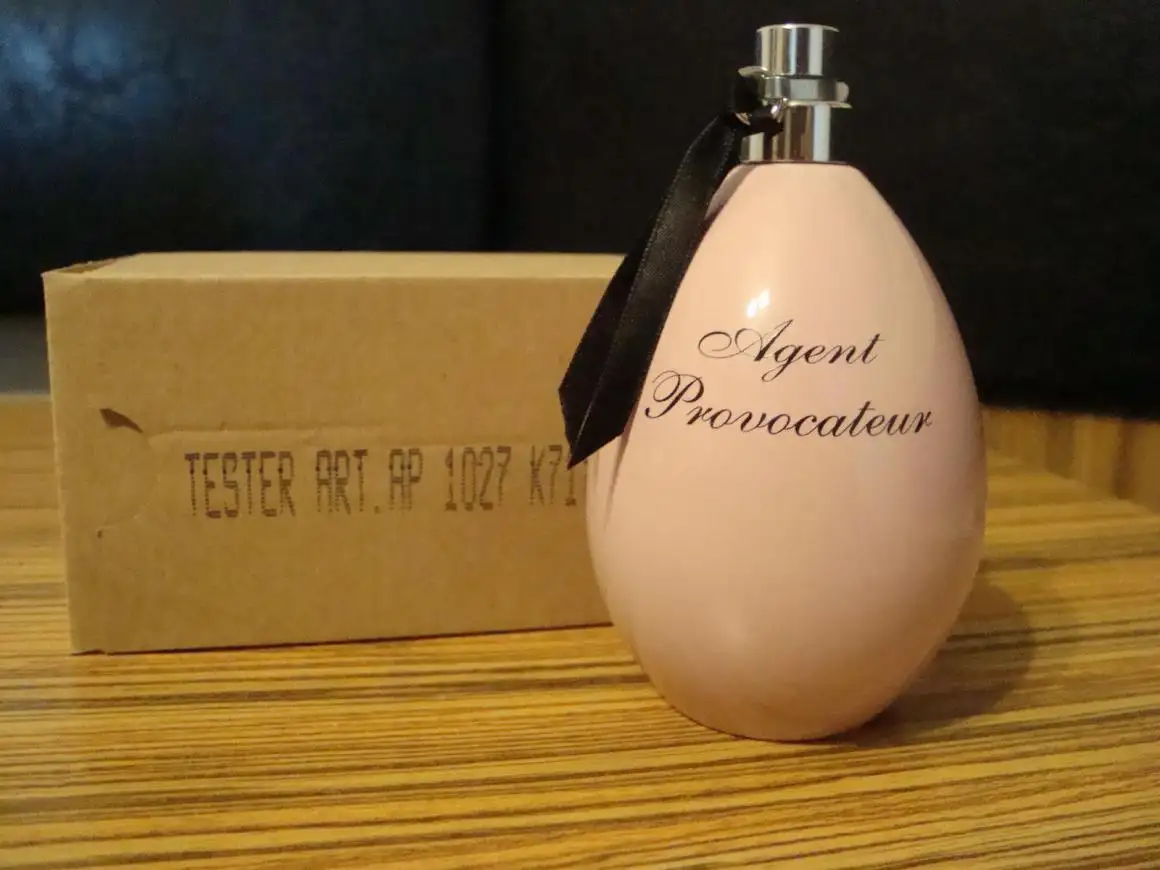 TESTER ART.AP 1027 K71
Agent
Provocateur